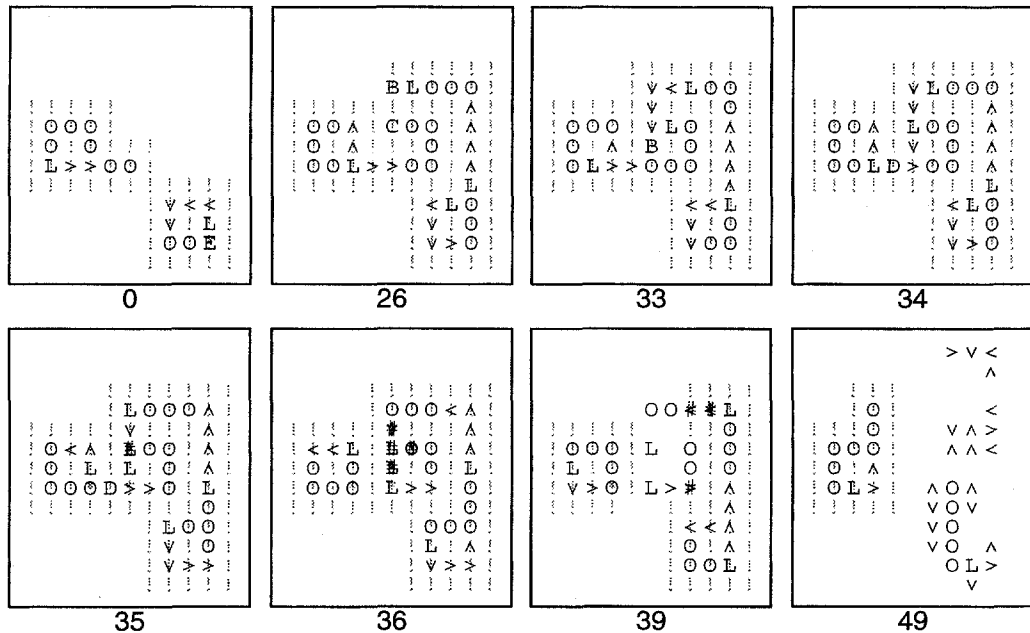 O O O
O O
L > > O O
v < <
v L
O O E
0
B L O O O
^
O O ^ C O O ^
O ^ O ^
O O L > > O O ^
L
< L O
v O
v > O
26
v < L O O
v O
O O O v L O ^
O ^ B O ^
O L > > O O O ^
^
< < L O
v O
v O O
33
v L O O O
v ^
O O ^ L O O ^
O ^ v O ^
O O L D > O O O ^
L
< L O
v O
v > O
34
L O O O ^
v ^
O < ^ O O ^
O L L O ^
O O O D > > O L
O
L O O
v O
v > >
35
O O O < ^
# ^
< < L O ^
O O O L
O O O L > > ^
O
O O O
L O
v > >
36
O O # # L
O
O O O L O O
L O O O
v > O L > # ^
^
< < ^
O O ^
O O L
39
> v <
^
O <
O v ^ >
O O O ^ ^ <
O ^
O L > ^ O ^
v O v
v O
v O ^
O L >
v
49